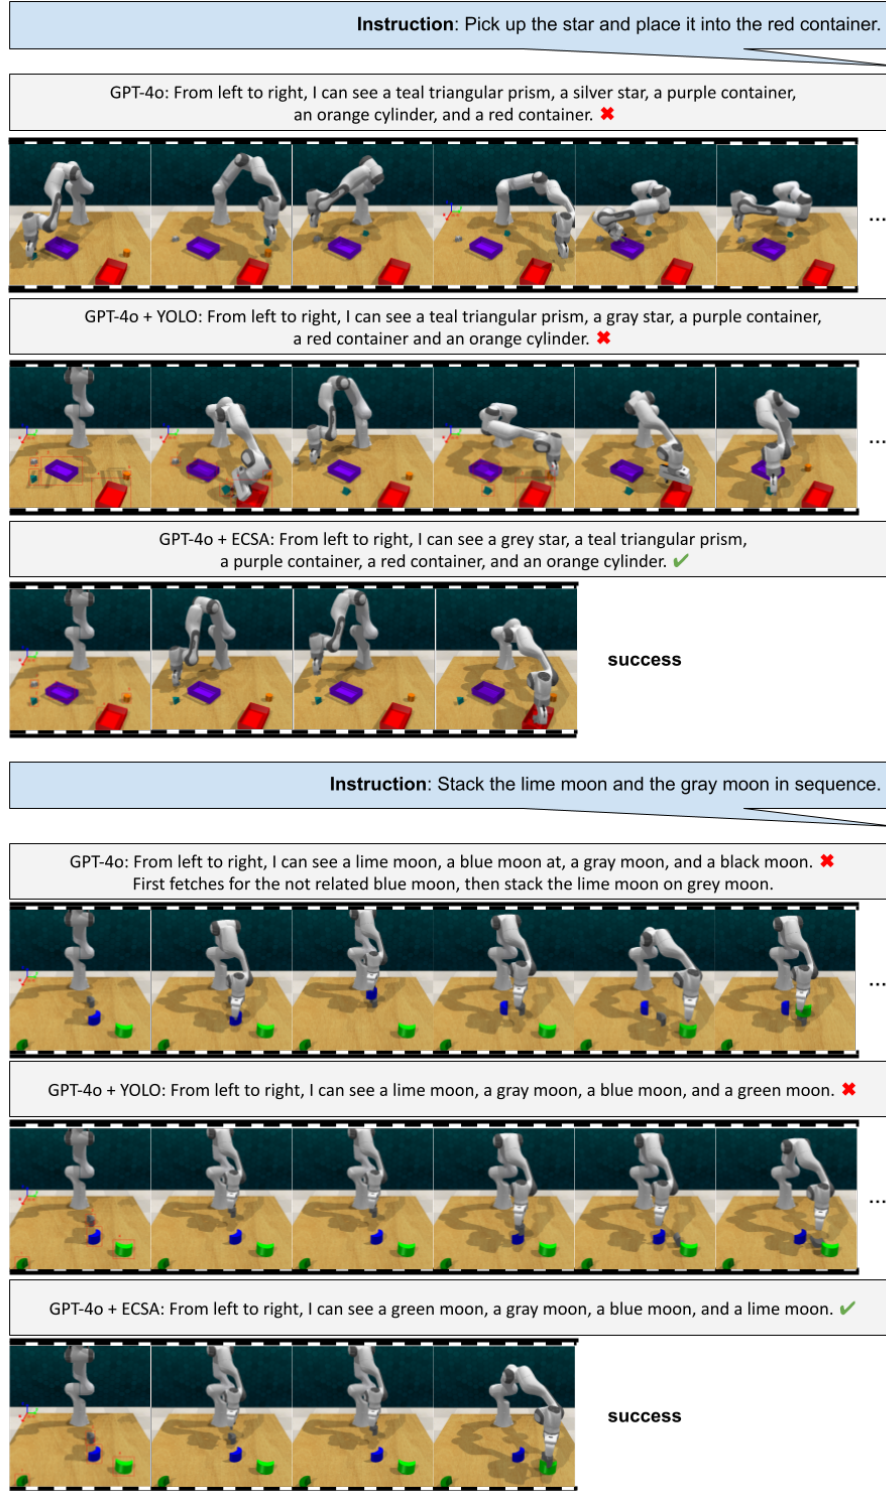 Instruction: Pick up the star and place it into the red container.
GPT-4o: From left to right, I can see a teal triangular prism, a silver star, a purple container,
an orange cylinder, and a red container. ✖
...
GPT-4o + YOLO: From left to right, I can see a teal triangular prism, a gray star, a purple container,
a red container and an orange cylinder. ✖
...
GPT-4o + ECSA: From left to right, I can see a grey star, a teal triangular prism,
a purple container, a red container, and an orange cylinder. ✓
success
Instruction: Stack the lime moon and the gray moon in sequence.
GPT-4o: From left to right, I can see a lime moon, a blue moon at, a gray moon, and a black moon. ✖
First fetches for the not related blue moon, then stack the lime moon on grey moon.
...
GPT-4o + YOLO: From left to right, I can see a lime moon, a gray moon, a blue moon, and a green moon. ✖
...
GPT-4o + ECSA: From left to right, I can see a green moon, a gray moon, a blue moon, and a lime moon. ✓
success